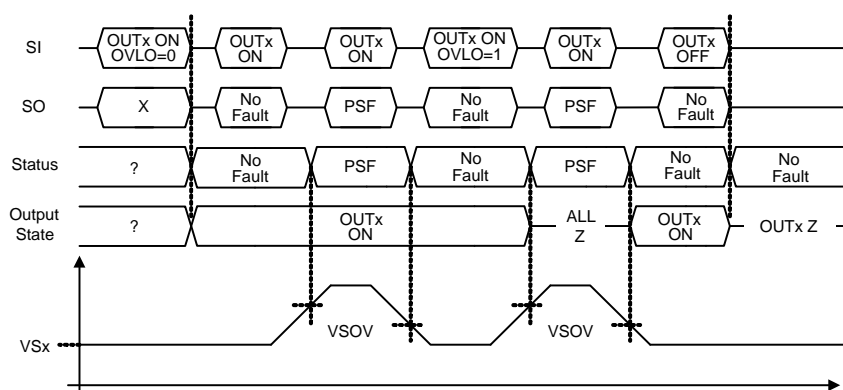 SI
OUTx ON
OVLO=0
OUTx
ON
OUTx
ON
OUTx ON
OVLO=1
OUTx
ON
OUTx
OFF
SO
X
No
Fault
PSF
No
Fault
PSF
No
Fault
Status
?
No
Fault
PSF
No
Fault
PSF
No
Fault
No
Fault
Output
State
?
OUTx
ON
ALL
Z
OUTx
ON
OUTx Z
VSx
VSOV
VSOV